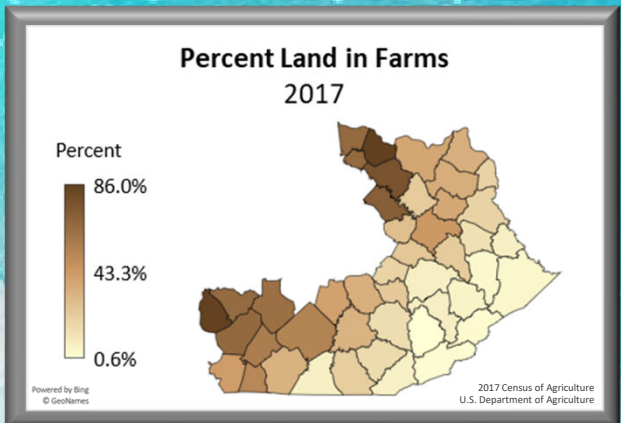 Percent Land in Farms
2017
Percent
86.0%
43.3%
0.6%
Powered by Bing
© GeoNames
2017 Census of Agriculture
U.S. Department of Agriculture